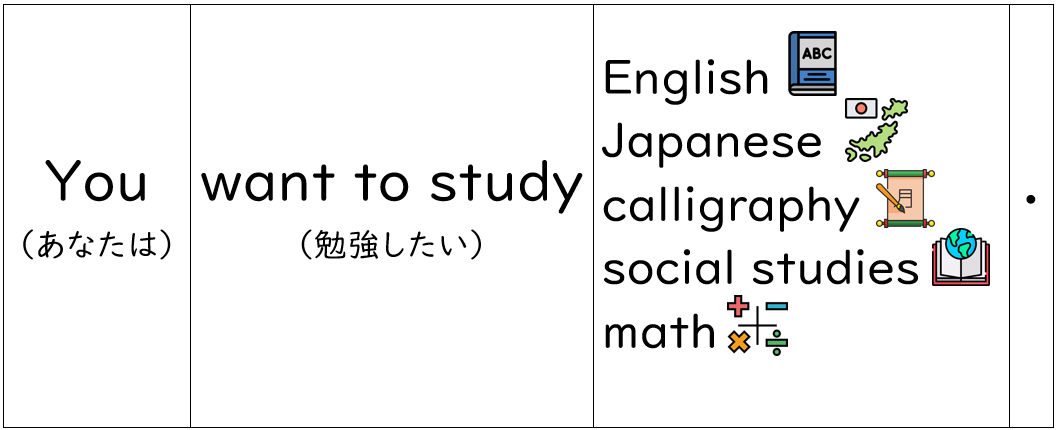 You
(あなたは)
want to study
(勉強したい)
English
ABC
Japanese
calligraphy
social studies
math
.